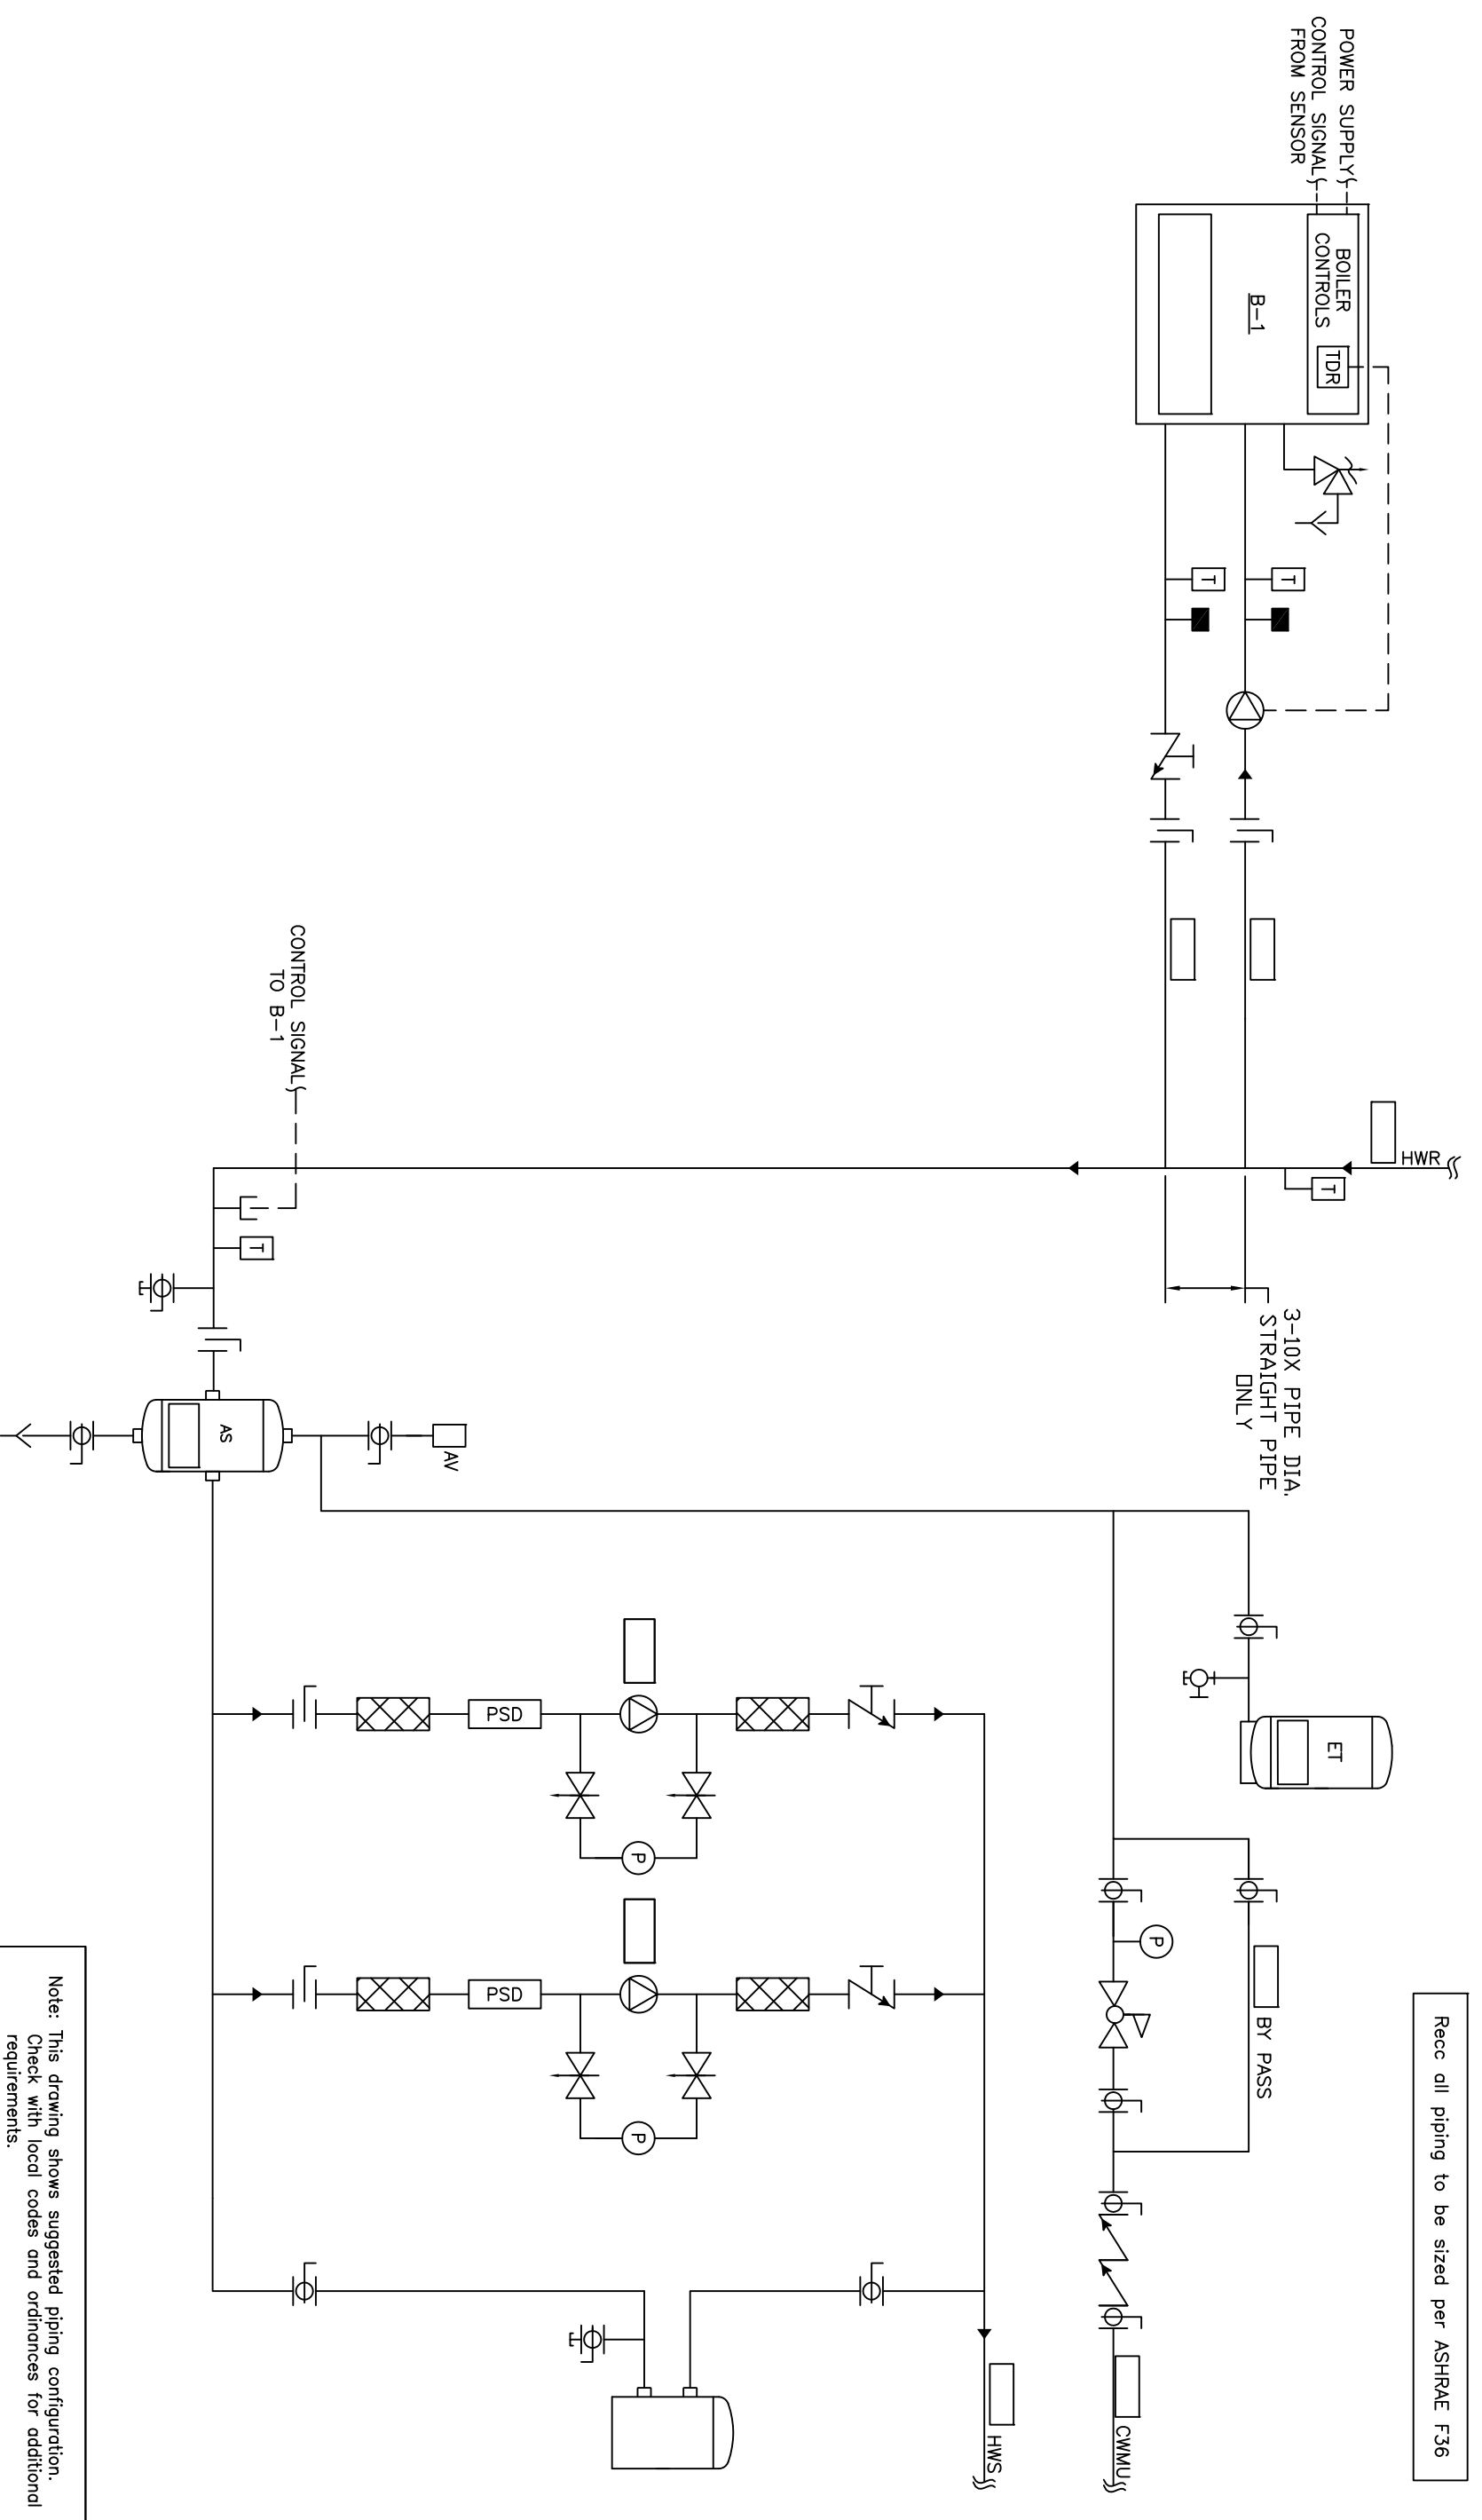 POWER SUPPLY
CONTROL SIGNAL
FROM SENSOR
BOILER
CONTROLS
TDR
B-1
T
T
HWR
T
3-10X PIPE DIA.
STRAIGHT PIPE
ONLY
CONTROL SIGNAL
TO B-1
T
AS
AV
ET
P
BY PASS
CWMU
PSD
P
PSD
P
HWS
Recc all piping to be sized per ASHRAE F36
Note: This drawing shows suggested piping configuration.
Check with local codes and ordinances for additional
requirements.